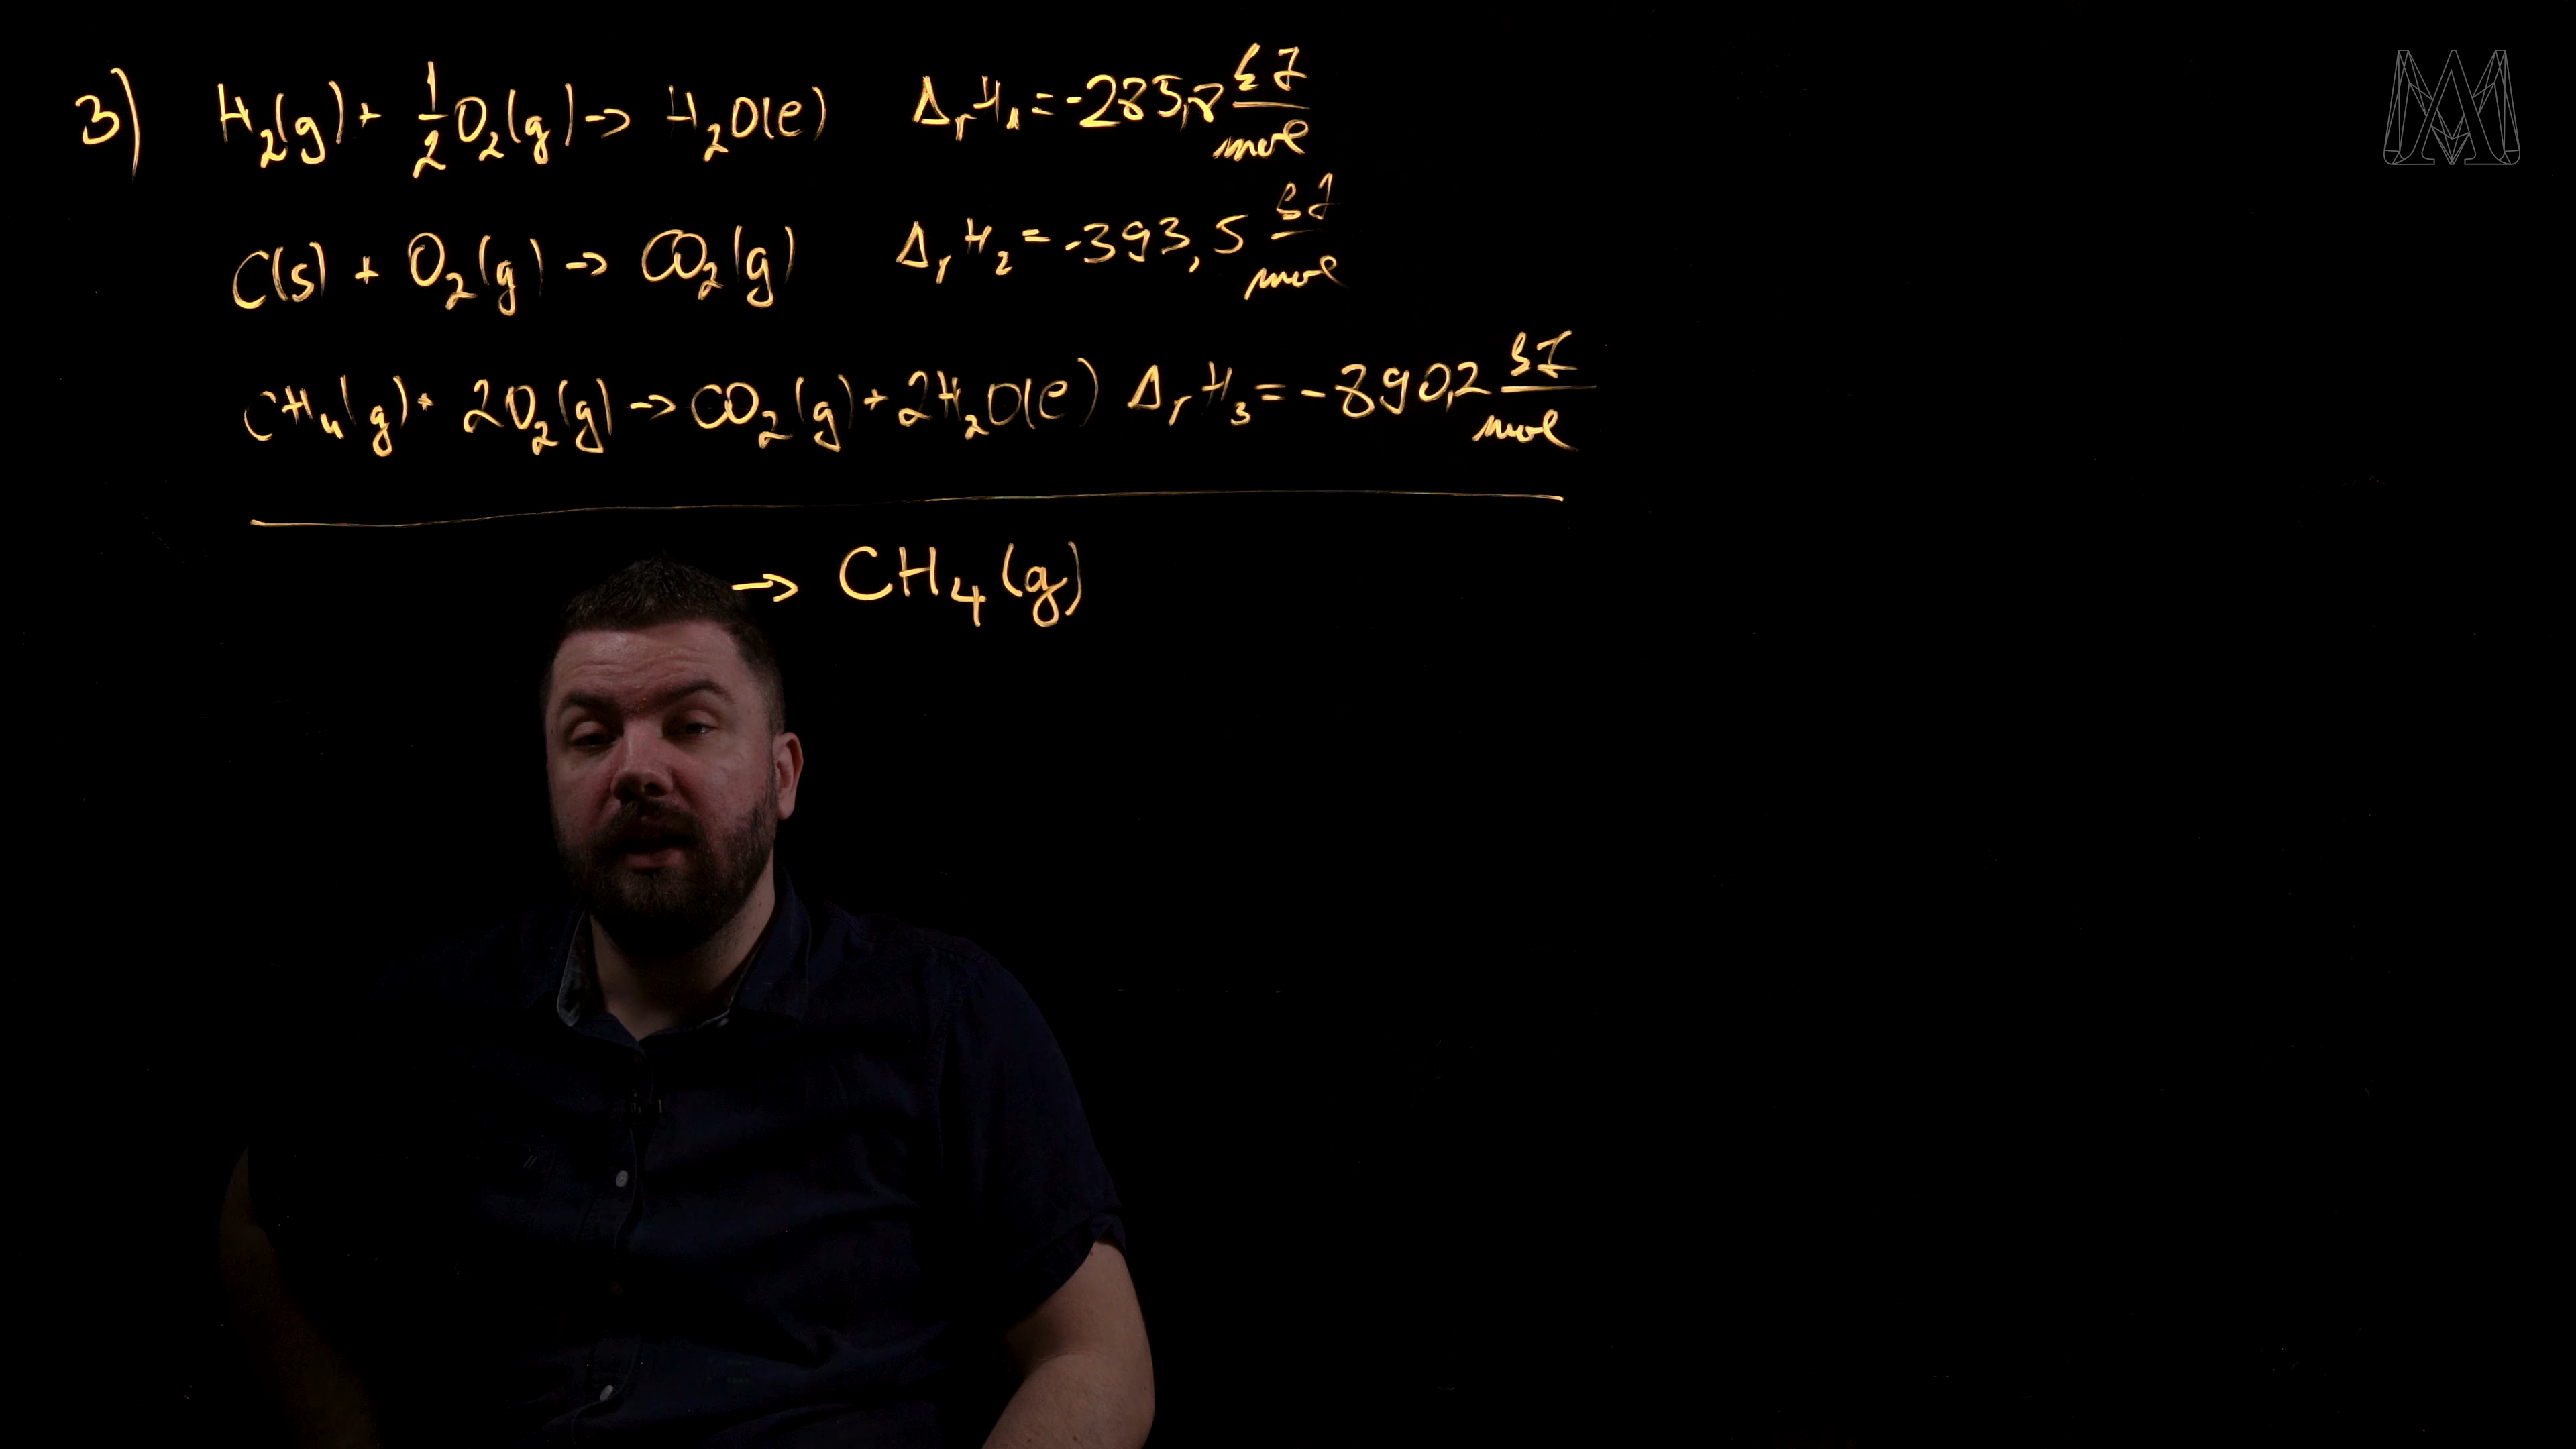 3) H₂(g) + 1/2 O₂(g) → H₂O(l) ΔᵣH₁ = -285,8 kJ/mol
C(s) + O₂(g) → CO₂(g) ΔᵣH₂ = -393,5 kJ/mol
CH₄(g) + 2O₂(g) → CO₂(g) + 2H₂O(l) ΔᵣH₃ = -890,2 kJ/mol
→ CH₄(g)